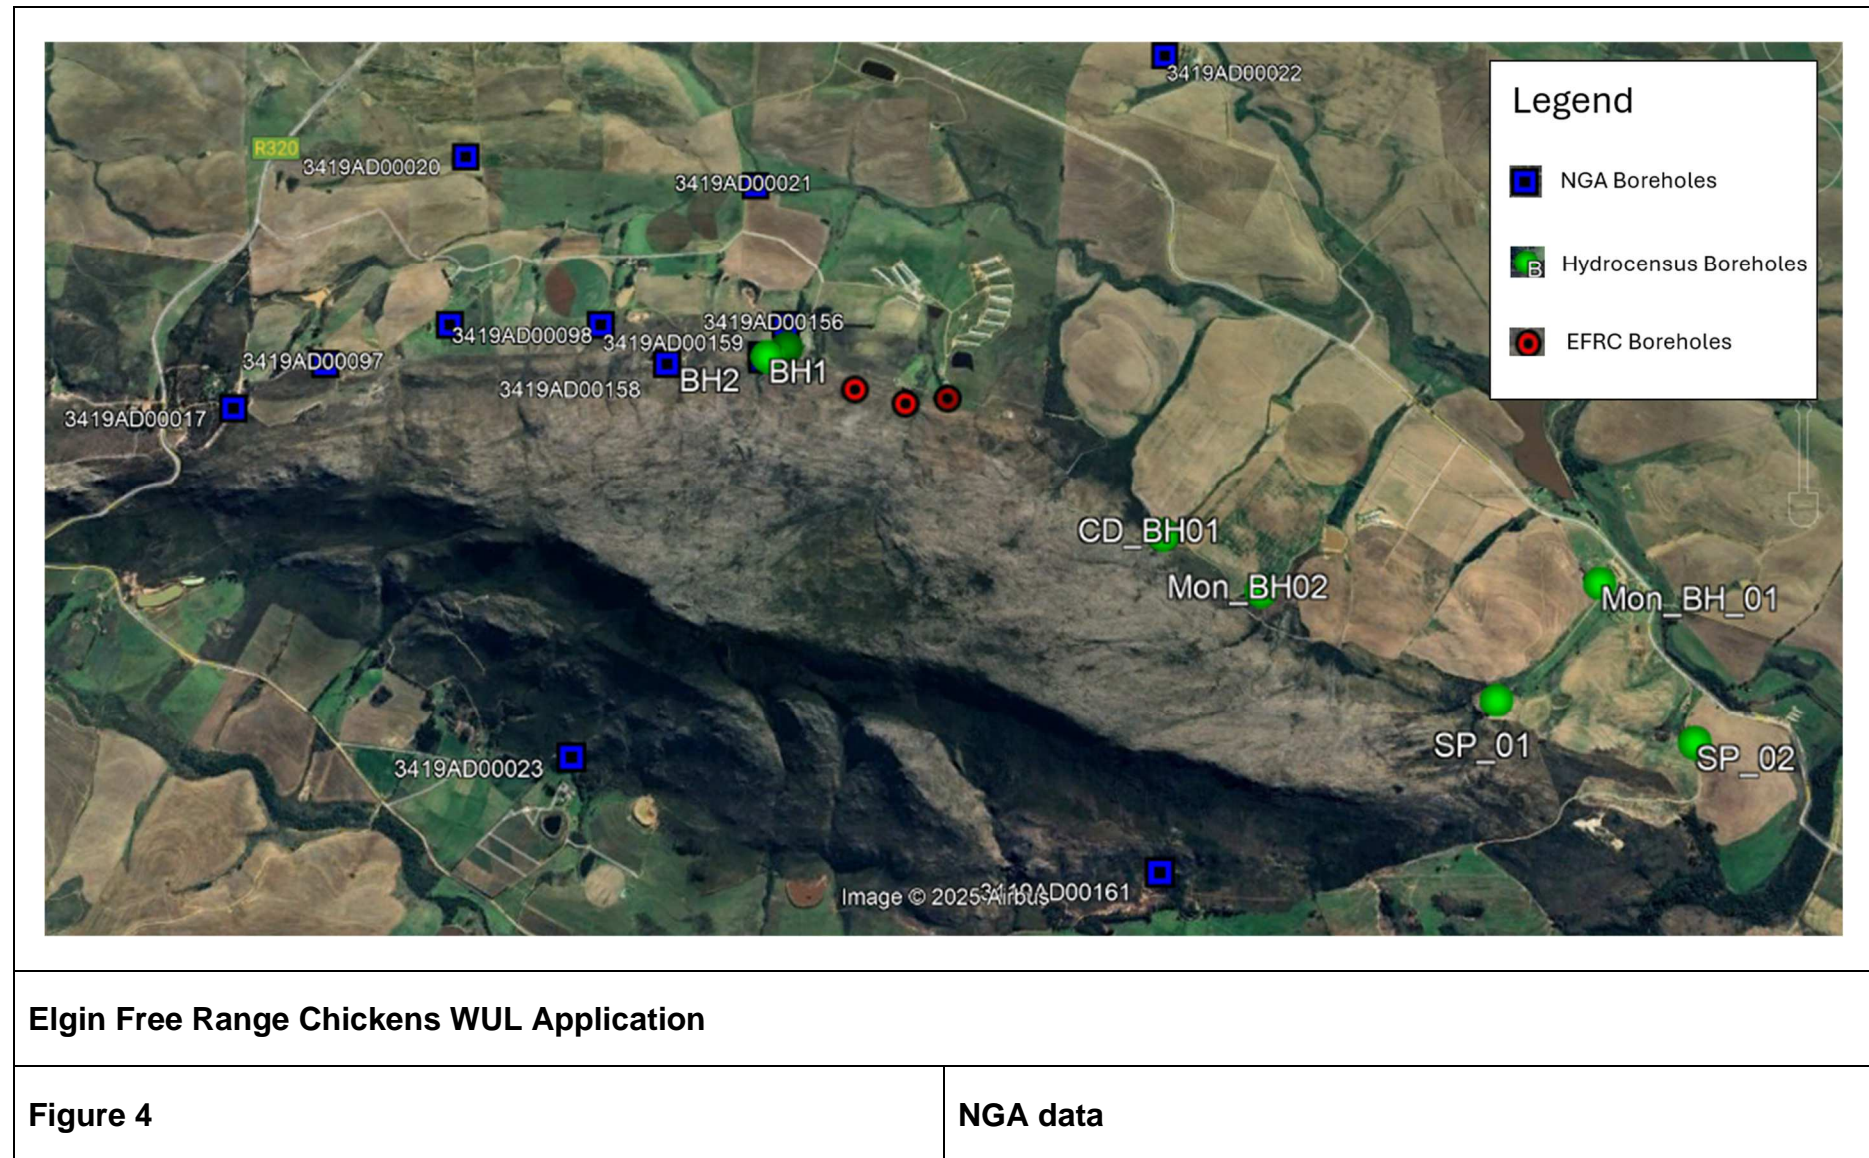 3419AD00022
Legend
R320
3419AD00020
3419AD00021
NGA Boreholes
B
Hydrocensus Boreholes
3419AD00156
3419AD00098
3419AD00159
EFRC Boreholes
3419AD00097
BH2
BH1
3419AD00158
3419AD00017
CD_BH01
Mon_BH02
Mon_BH_01
SP_01
SP_02
3419AD00023
Image © 2025 Airbus
3419AD00161
Elgin Free Range Chickens WUL Application
Figure 4
NGA data